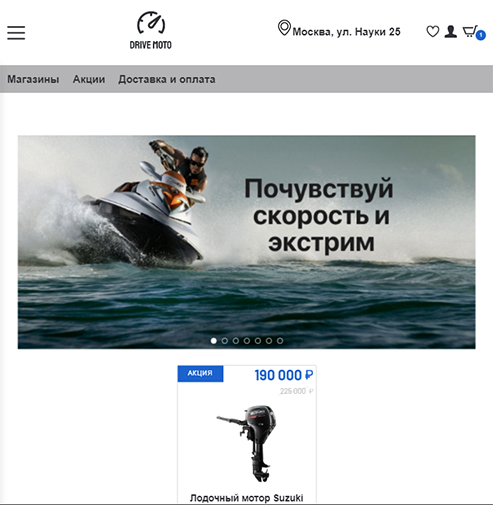 DRIVE MOTO
Москва, ул. Науки 25
1
Магазины Акции Доставка и оплата
Почувствуй
скорость и
экстрим
АКЦИЯ
190 000 ₽
225 000 ₽
Лодочный мотор Suzuki